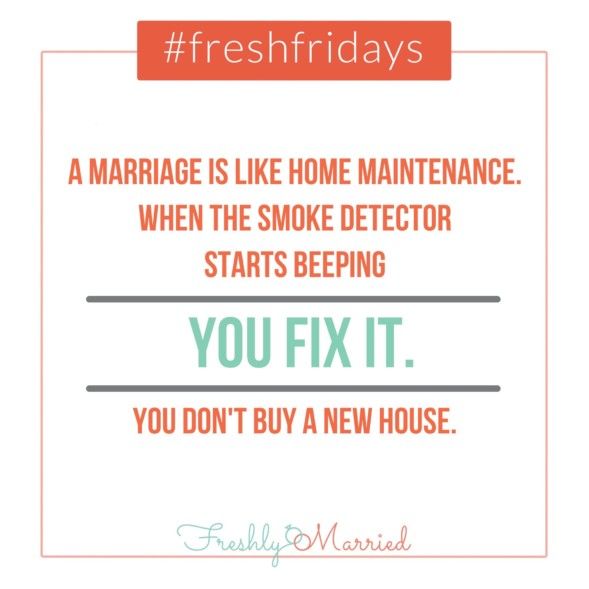 #freshfridays
A MARRIAGE IS LIKE HOME MAINTENANCE.
WHEN THE SMOKE DETECTOR
STARTS BEEPING
YOU FIX IT.
YOU DON'T BUY A NEW HOUSE.
Freshly Married